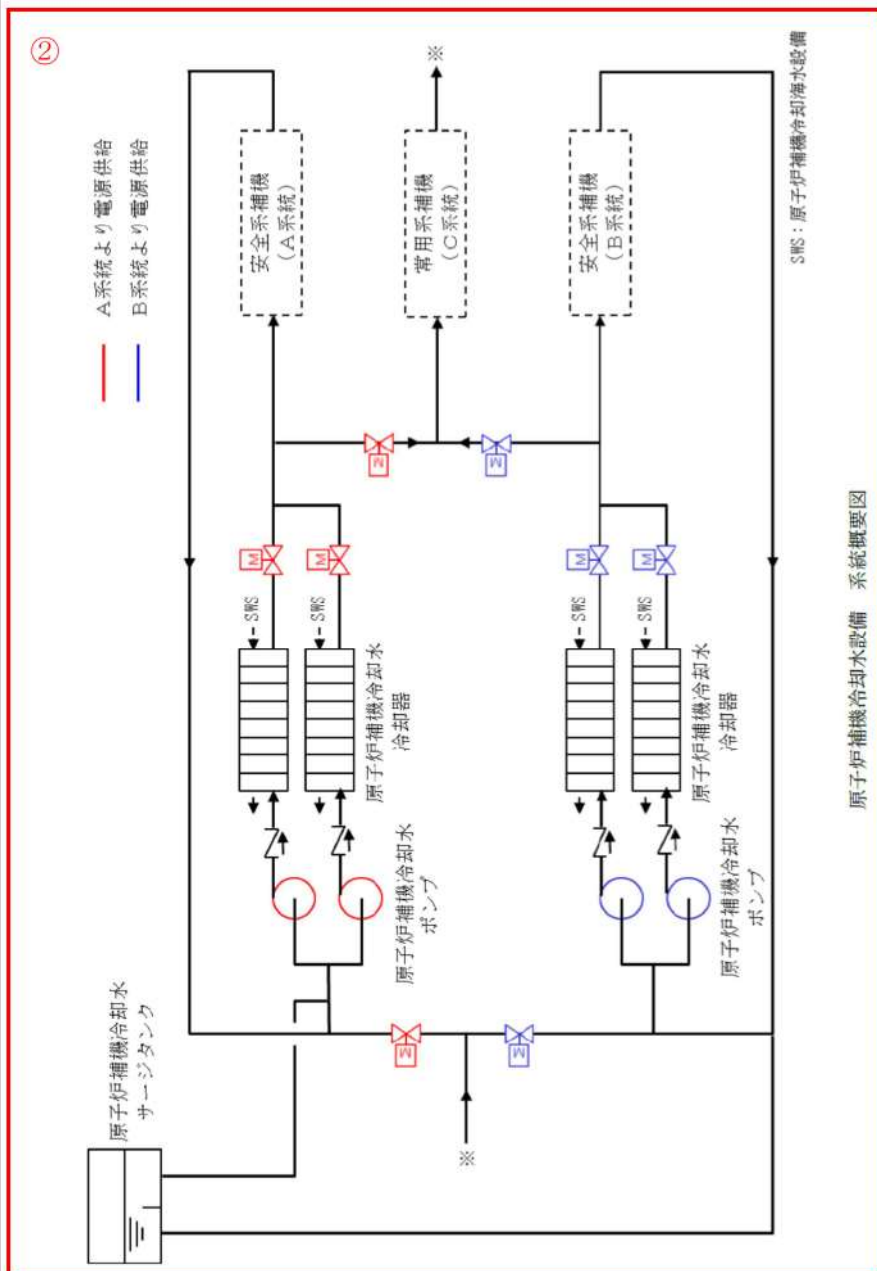 ②
A系統より電源供給
B系統より電源供給
原子炉補機冷却水
サージタンク
原子炉補機冷却水
ポンプ
原子炉補機冷却水
冷却器
SWS
SWS
M
M
M
M
安全系補機
(A系統)
常用系補機
(C系統)
安全系補機
(B系統)
※
※
原子炉補機冷却水
ポンプ
原子炉補機冷却水
冷却器
SWS
SWS
M
M
M
M
SWS:原子炉補機冷却海水設備
原子炉補機冷却水設備 系統概要図